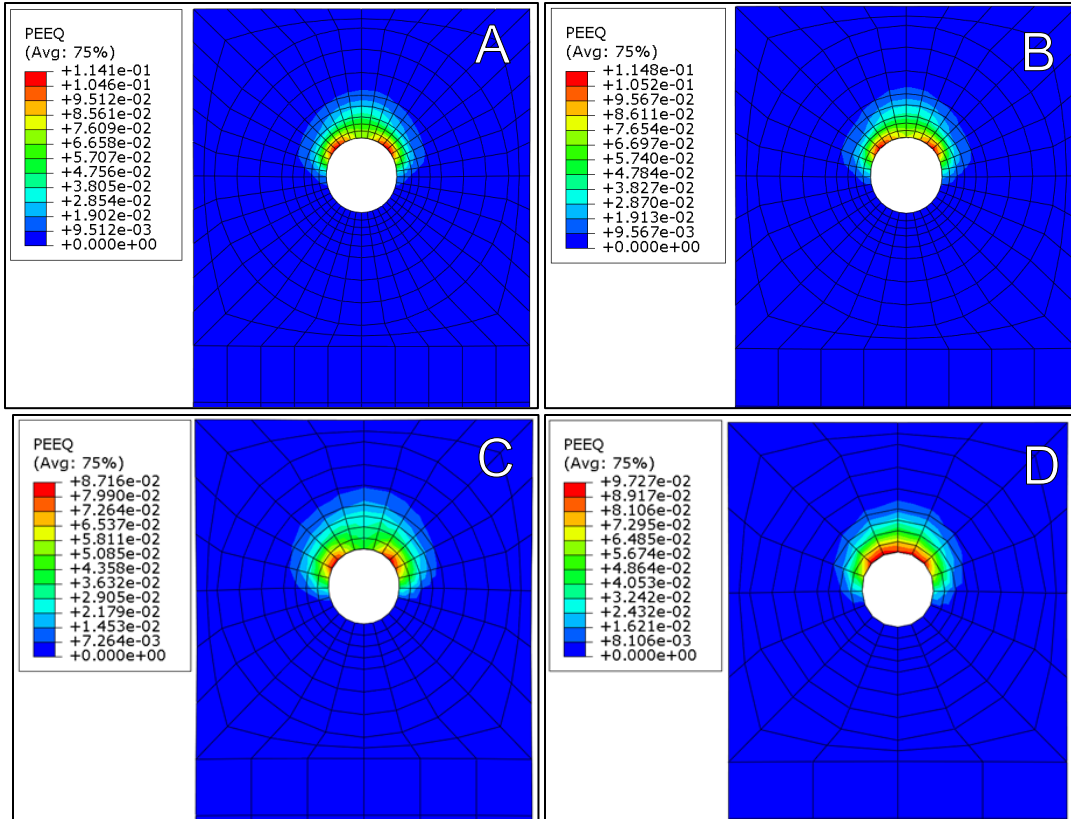 A
PEEQ
(Avg: 75%)
+1.141e-01
+1.046e-01
+9.512e-02
+8.561e-02
+7.609e-02
+6.658e-02
+5.707e-02
+4.756e-02
+3.805e-02
+2.854e-02
+1.902e-02
+9.512e-03
+0.000e+00
B
PEEQ
(Avg: 75%)
+1.148e-01
+1.052e-01
+9.567e-02
+8.611e-02
+7.654e-02
+6.697e-02
+5.740e-02
+4.784e-02
+3.827e-02
+2.870e-02
+1.913e-02
+9.567e-03
+0.000e+00
C
PEEQ
(Avg: 75%)
+8.716e-02
+7.990e-02
+7.264e-02
+6.537e-02
+5.811e-02
+5.085e-02
+4.358e-02
+3.632e-02
+2.905e-02
+2.179e-02
+1.453e-02
+7.264e-03
+0.000e+00
D
PEEQ
(Avg: 75%)
+9.727e-02
+8.917e-02
+8.106e-02
+7.295e-02
+6.485e-02
+5.674e-02
+4.864e-02
+4.053e-02
+3.242e-02
+2.432e-02
+1.621e-02
+8.106e-03
+0.000e+00